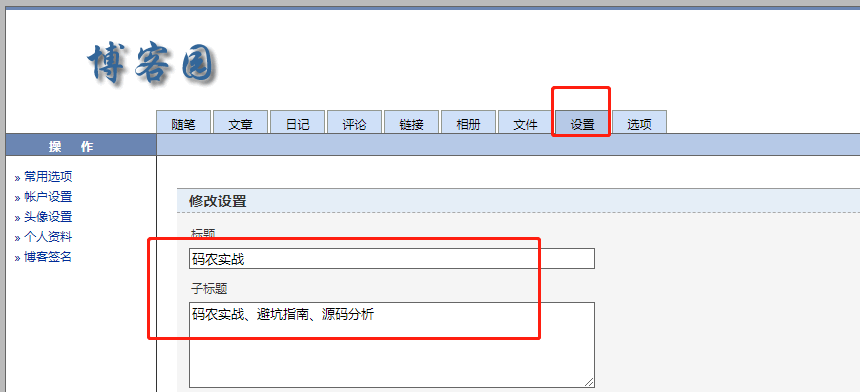 博客园
随笔 文章 日记 评论 链接 相册 文件 设置 选项
操 作
» 常用选项
» 帐户设置
» 头像设置
» 个人资料
» 博客签名
修改设置
标题
码农实战
子标题
码农实战、避坑指南、源码分析